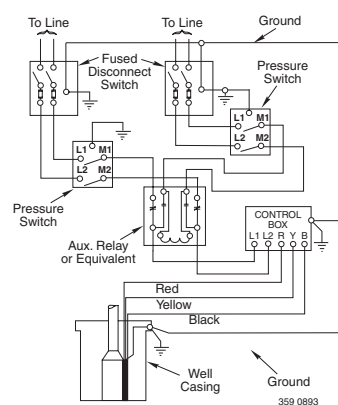 To Line
To Line
Ground
Fused
Disconnect
Switch
Pressure
Switch
L1 M1
L2 M2
L1 M1
L2 M2
Pressure
Switch
Aux. Relay
or Equivalent
CONTROL
BOX
L1 L2 R Y B
Red
Yellow
Black
Well
Casing
Ground
359 0893